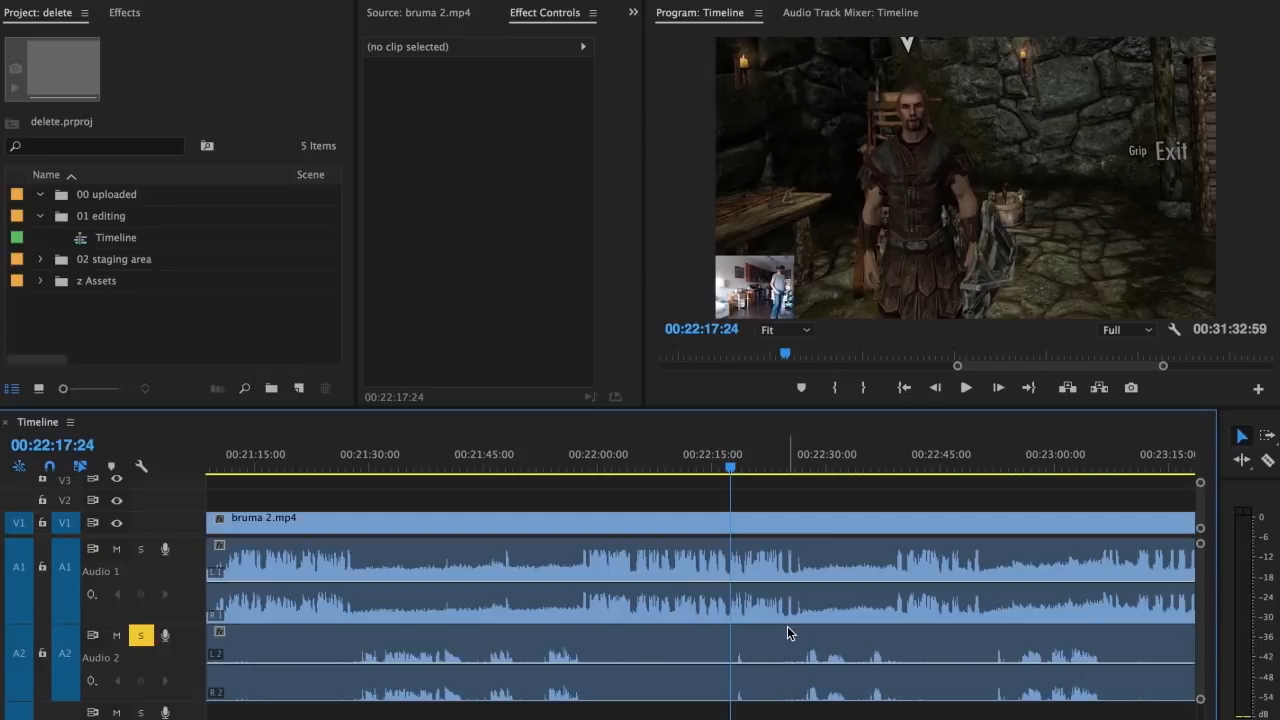 Project: delete
Effects
Source: bruma 2.mp4
Effect Controls
Program: Timeline
Audio Track Mixer: Timeline
(no clip selected)
delete.prproj
5 Items
Name
Scene
00 uploaded
01 editing
Timeline
02 staging area
z Assets
00:22:17:24
Grip Exit
00:22:17:24
Fit
Full
00:31:32:59
Timeline
00:22:17:24
00:21:15:00
00:21:30:00
00:21:45:00
00:22:00:00
00:22:15:00
00:22:30:00
00:22:45:00
00:23:00:00
00:23:15:0
V3
V2
V1
V1
bruma 2.mp4
A1
A1
M
S
Audio 1
L 1
R 1
A2
A2
M
S
Audio 2
L 2
R 2
M
S
0
-6
-12
-18
-24
-30
-36
-42
-48
-54
dB